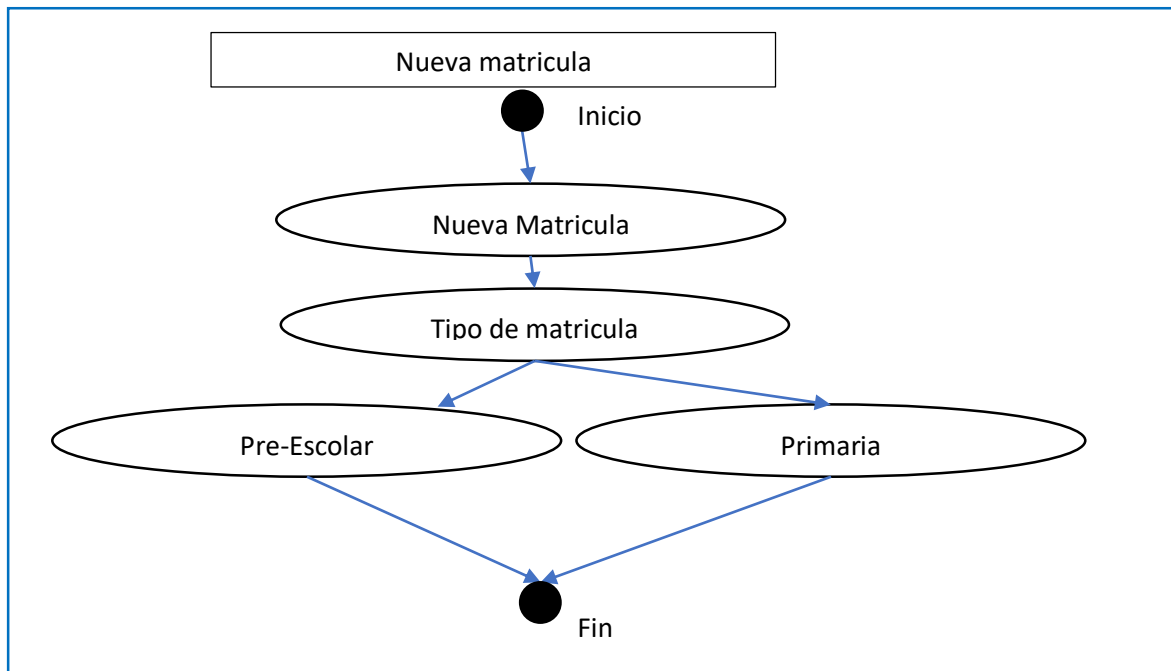 Nueva matricula
Inicio
Nueva Matricula
Tipo de matricula
Pre-Escolar
Primaria
Fin